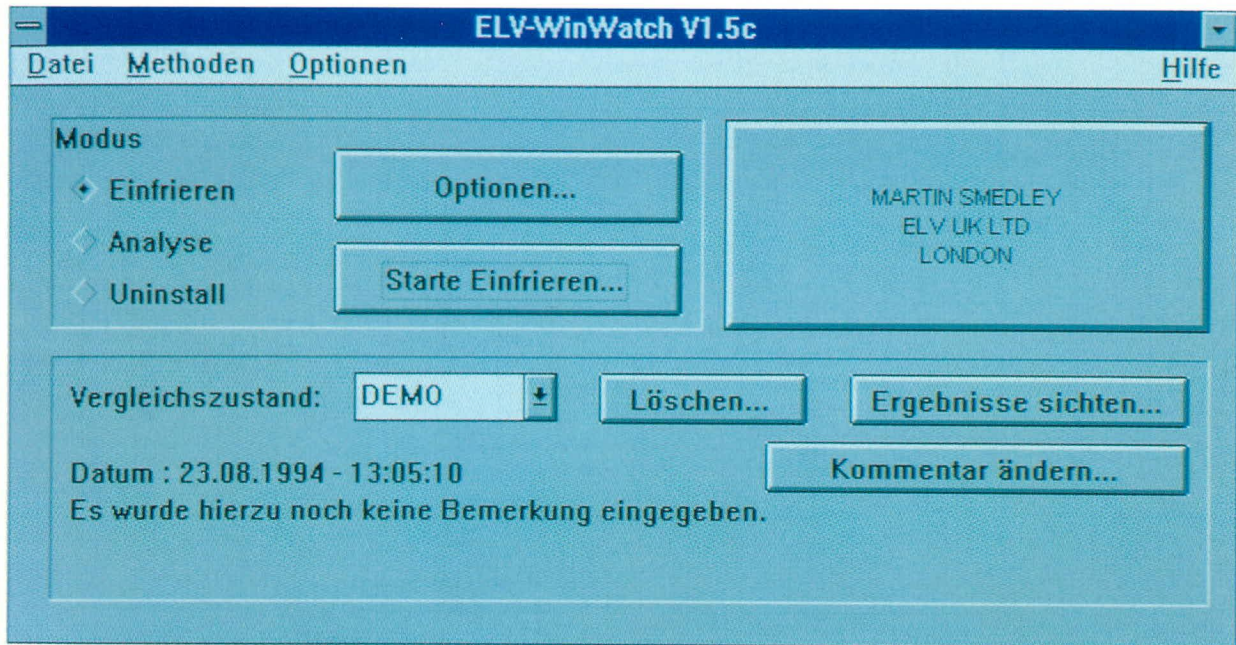 ELV-WinWatch V1.5c
Datei Methoden Optionen Hilfe
Modus
Einfrieren
Analyse
Uninstall
Optionen...
Starte Einfrieren...
MARTIN SMEDLEY
ELV UK LTD
LONDON
Vergleichszustand: DEMO Löschen... Ergebnisse sichten...
Datum : 23.08.1994 - 13:05:10
Kommentar ändern...
Es wurde hierzu noch keine Bemerkung eingegeben.